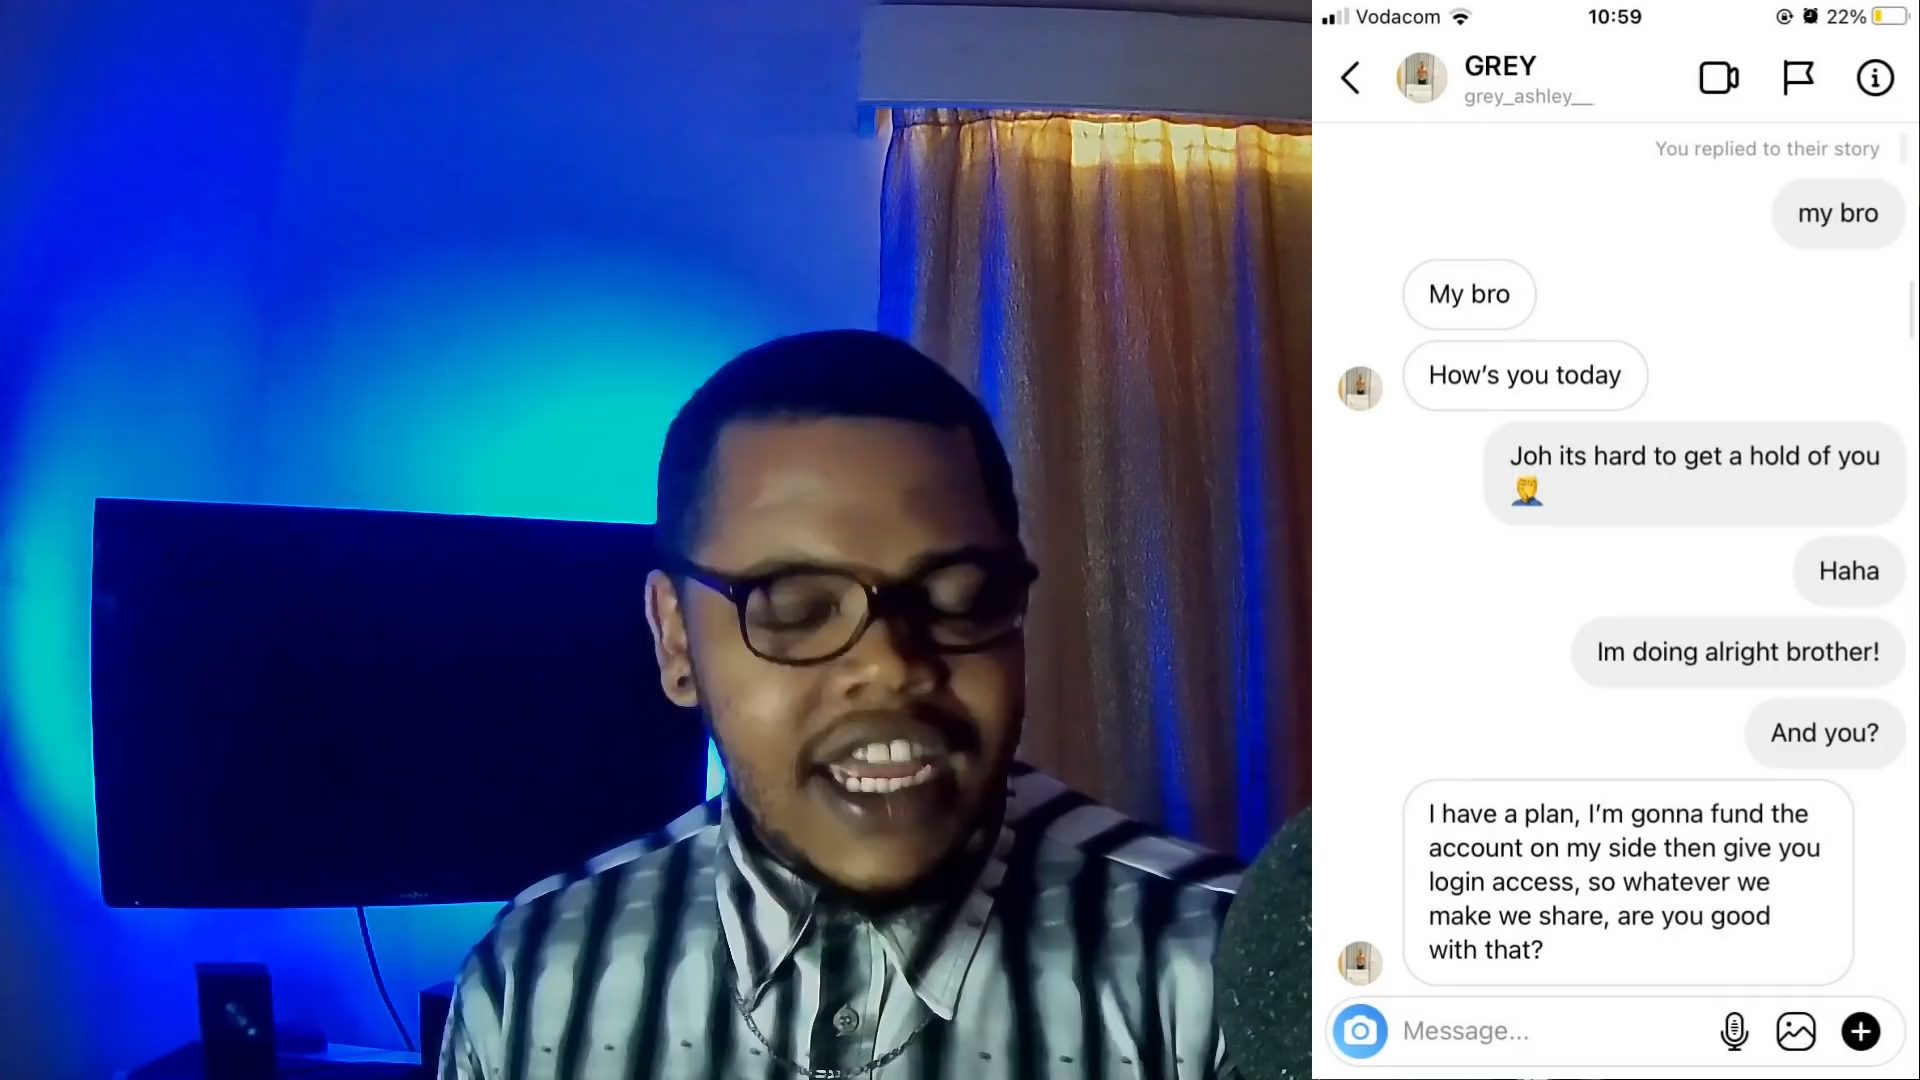 Vodacom 10:59 22%
GREY
grey_ashley__
You replied to their story
my bro
My bro
How's you today
Joh its hard to get a hold of you
🤦
Haha
Im doing alright brother!
And you?
I have a plan, I'm gonna fund the
account on my side then give you
login access, so whatever we
make we share, are you good
with that?
Message...